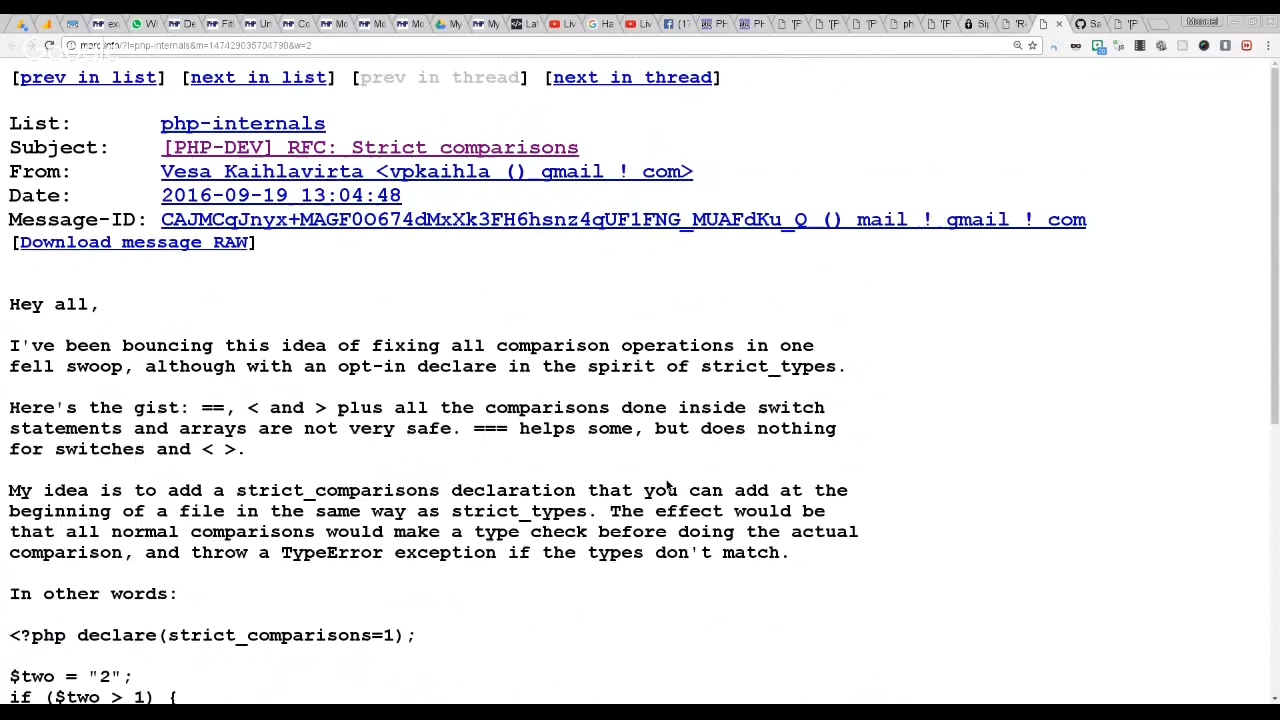 Manuel
marc.info/?l=php-internals&m=147429035704790&w=2
[prev in list] [next in list] [prev in thread] [next in thread]
List: php-internals
Subject: [PHP-DEV] RFC: Strict comparisons
From: Vesa Kaihlavirta <vpkaihla () gmail ! com>
Date: 2016-09-19 13:04:48
Message-ID: CAJMCqJnyx+MAGF0O674dMxXk3FH6hsnz4qUF1FNG_MUAFdKu_Q () mail ! gmail ! com
[Download message RAW]
Hey all,
I've been bouncing this idea of fixing all comparison operations in one
fell swoop, although with an opt-in declare in the spirit of strict_types.
Here's the gist: ==, < and > plus all the comparisons done inside switch
statements and arrays are not very safe. === helps some, but does nothing
for switches and < >.
My idea is to add a strict_comparisons declaration that you can add at the
beginning of a file in the same way as strict_types. The effect would be
that all normal comparisons would make a type check before doing the actual
comparison, and throw a TypeError exception if the types don't match.
In other words:
<?php declare(strict_comparisons=1);
$two = "2";
if ($two > 1) {